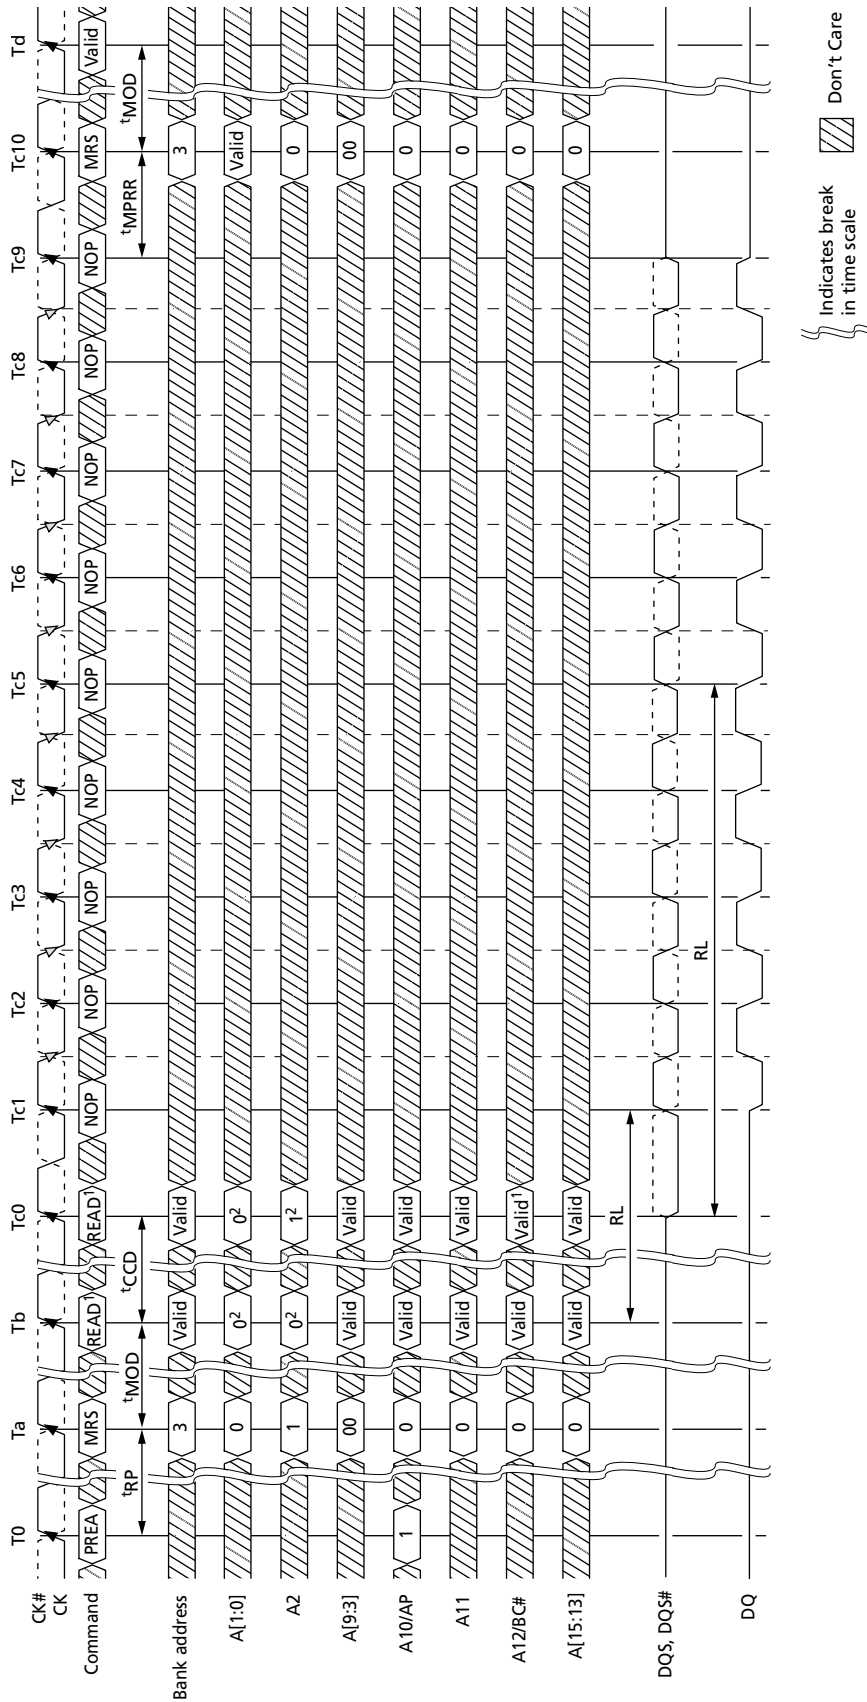 T0 Ta Tb Tc0 Tc1 Tc2 Tc3 Tc4 Tc5 Tc6 Tc7 Tc8 Tc9 Tc10 Td
CK#
CK
Command PREA MRS READ¹ READ¹ NOP NOP NOP NOP NOP NOP NOP NOP NOP MRS Valid
tRP tMOD tCCD tMPRR tMOD
Bank address 3 Valid Valid 3
A[1:0] 0 0² 0² Valid
A2 1 0² 1² 0
A[9:3] 00 Valid Valid 00
A10/AP 1 0 Valid Valid 0
A11 0 Valid Valid 0
A12/BC# 0 Valid Valid¹ 0
A[15:13] 0 Valid Valid 0
RL
DQS, DQS#
RL
DQ
Indicates break
in time scale
Don't Care